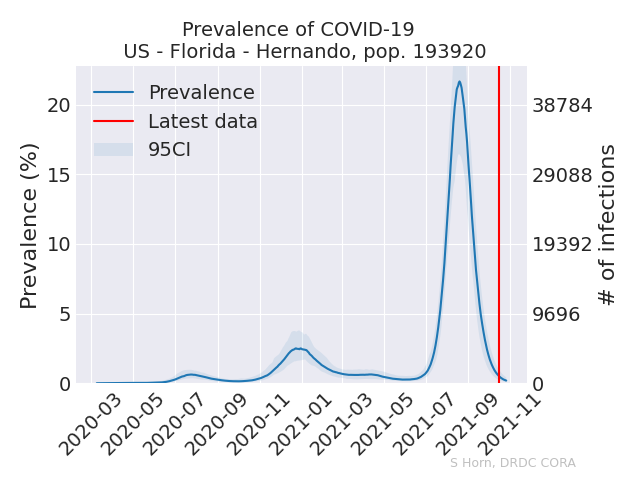 Prevalence of COVID-19
US - Florida - Hernando, pop. 193920
Prevalence
Latest data
95CI
Prevalence (%)
20
15
10
5
0
38784
29088
19392
9696
0
# of infections
2020-03
2020-05
2020-07
2020-09
2020-11
2021-01
2021-03
2021-05
2021-07
2021-09
2021-11
S Horn, DRDC CORA